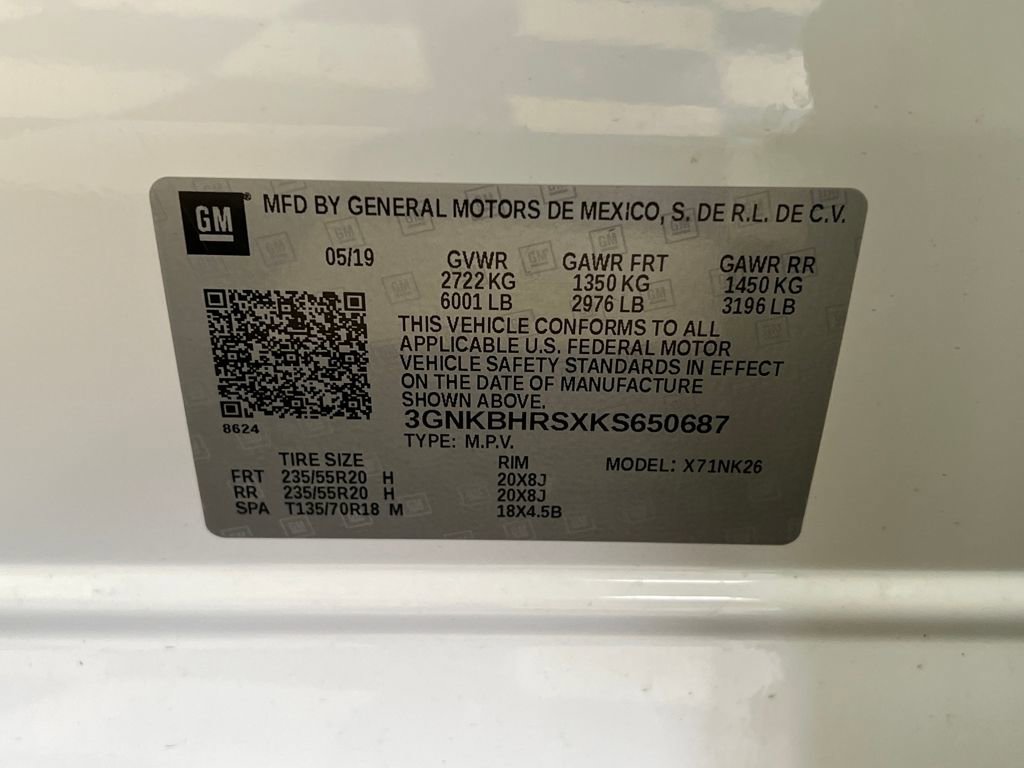 GM® MFD BY GENERAL MOTORS DE MEXICO, S. DE R.L. DE C.V.
05/19 GVWR GAWR FRT GAWR RR
2722 KG 1350 KG 1450 KG
6001 LB 2976 LB 3196 LB
THIS VEHICLE CONFORMS TO ALL
APPLICABLE U.S. FEDERAL MOTOR
VEHICLE SAFETY STANDARDS IN EFFECT
ON THE DATE OF MANUFACTURE
SHOWN ABOVE.
3GNKBHRSXKS650687
8624
TYPE: M.P.V.
TIRE SIZE RIM MODEL: X71NK26
FRT 235/55R20 H 20X8J
RR 235/55R20 H 20X8J
SPA T135/70R18 M 18X4.5B